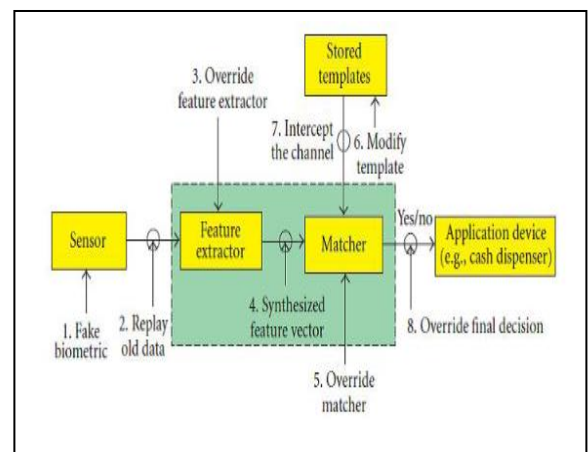 Stored
templates
3. Override
feature extractor
7. Intercept
the channel
6. Modify
template
Sensor
Feature
extractor
Matcher
Yes/no
Application device
(e.g., cash dispenser)
1. Fake
biometric
2. Replay
old data
4. Synthesized
feature vector
8. Override final decision
5. Override
matcher